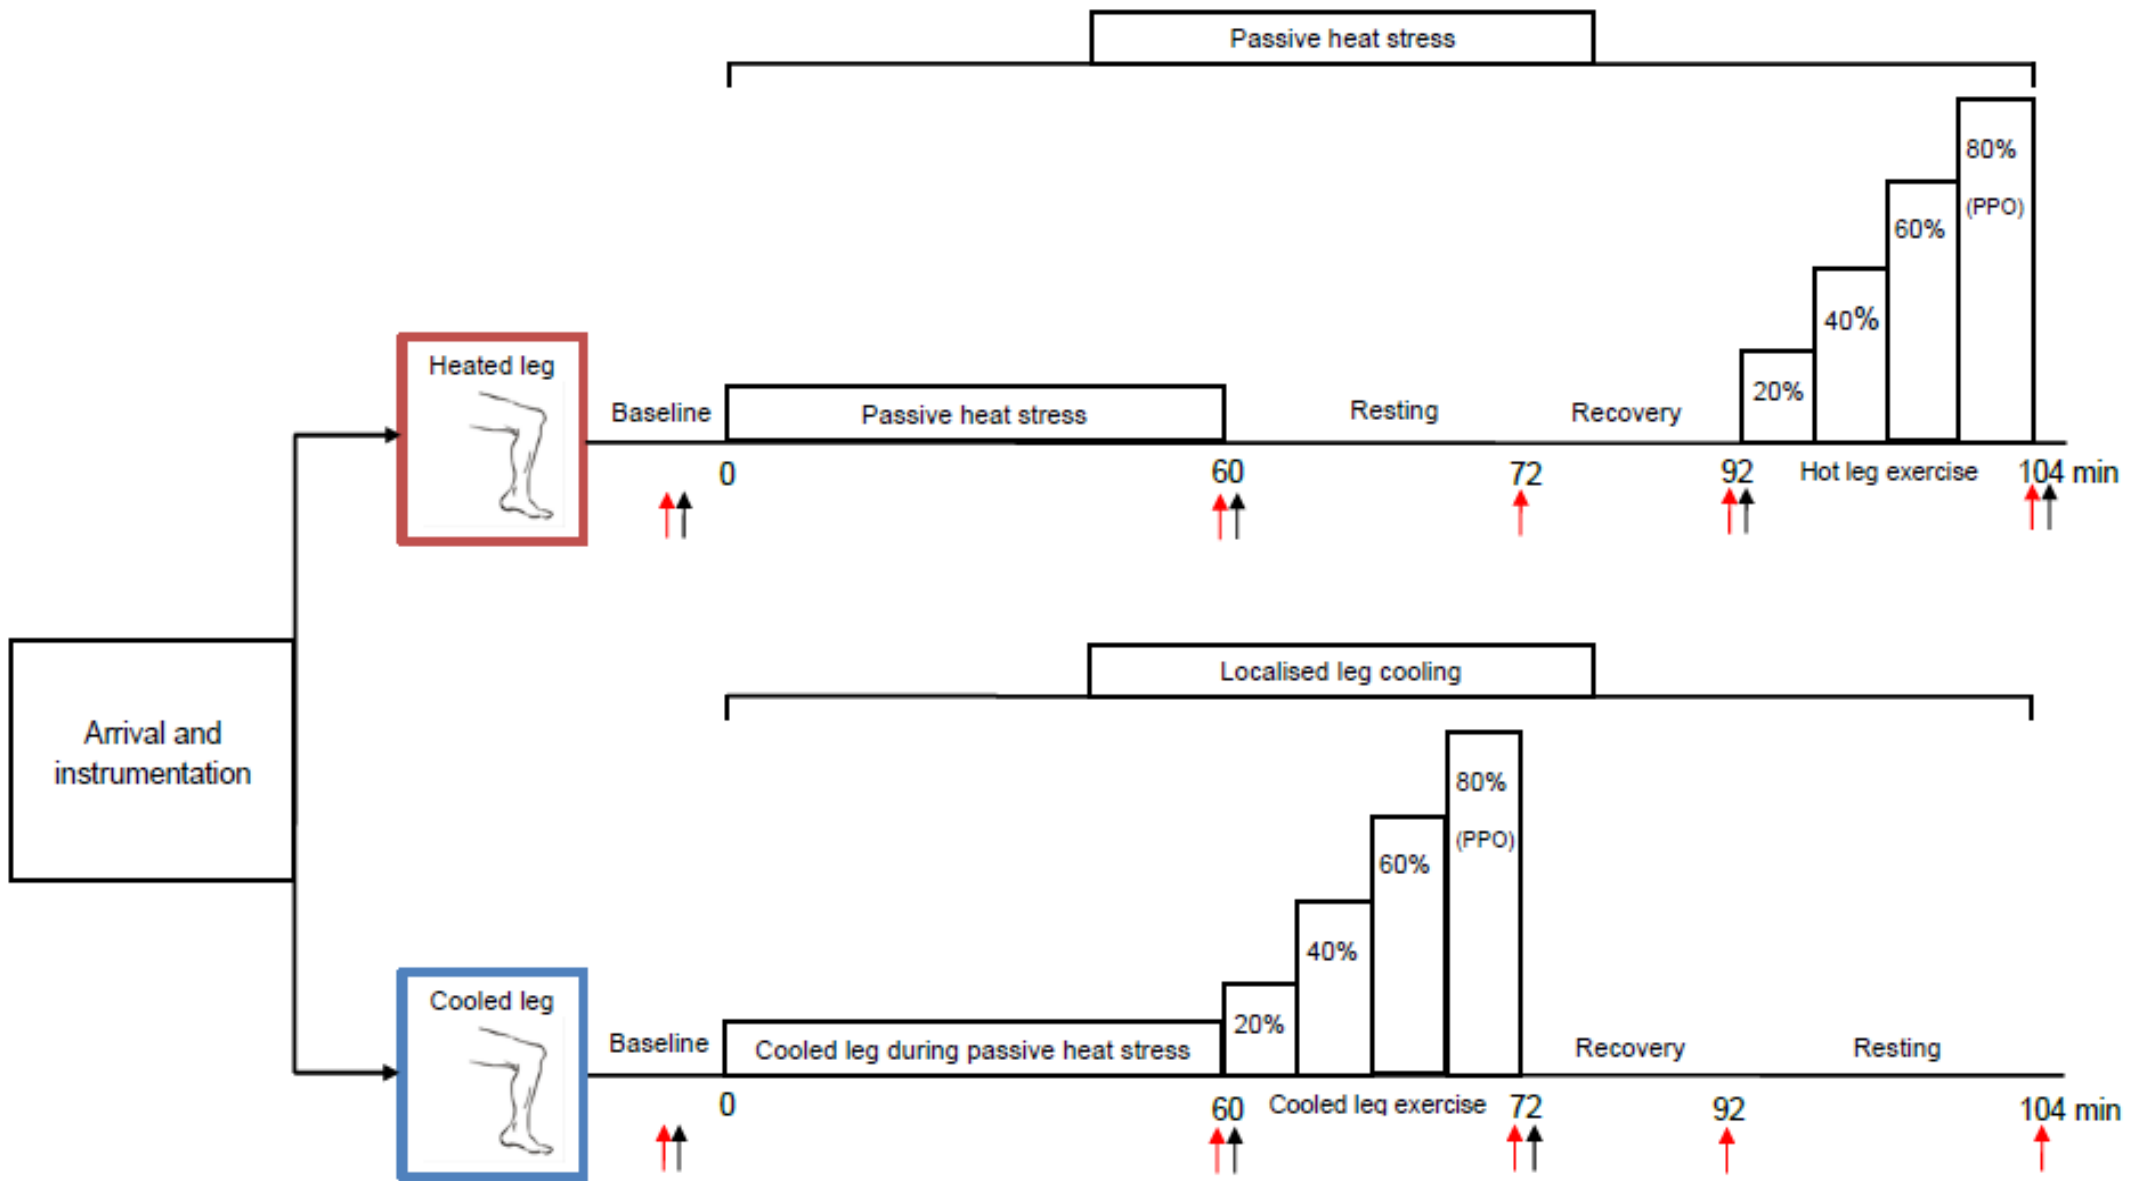 Passive heat stress
80%
(PPO)
60%
40%
20%
Heated leg
Baseline
Passive heat stress
Resting
Recovery
0
60
72
92
Hot leg exercise
104 min
Localised leg cooling
Arrival and
instrumentation
80%
(PPO)
60%
40%
20%
Cooled leg
Baseline
Cooled leg during passive heat stress
Recovery
Resting
0
60
Cooled leg exercise
72
92
104 min